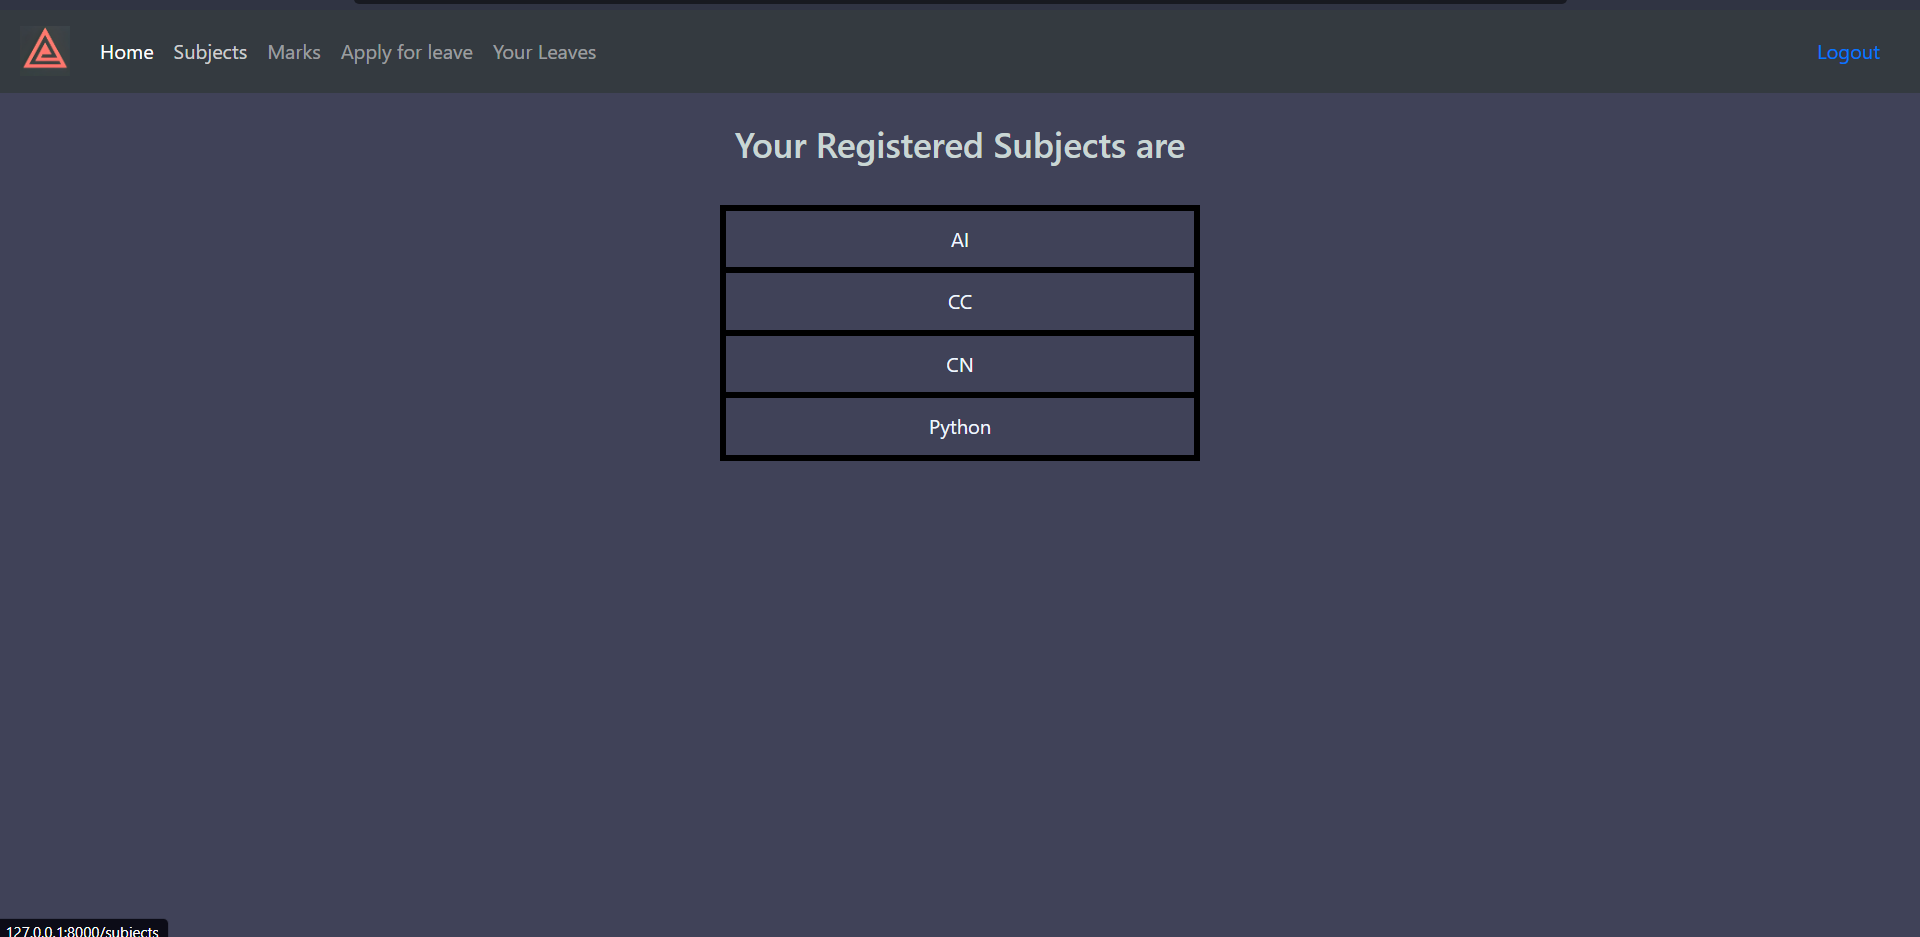 Home Subjects Marks Apply for leave Your Leaves Logout
Your Registered Subjects are
AI
CC
CN
Python
127.0.0.1:8000/subjects